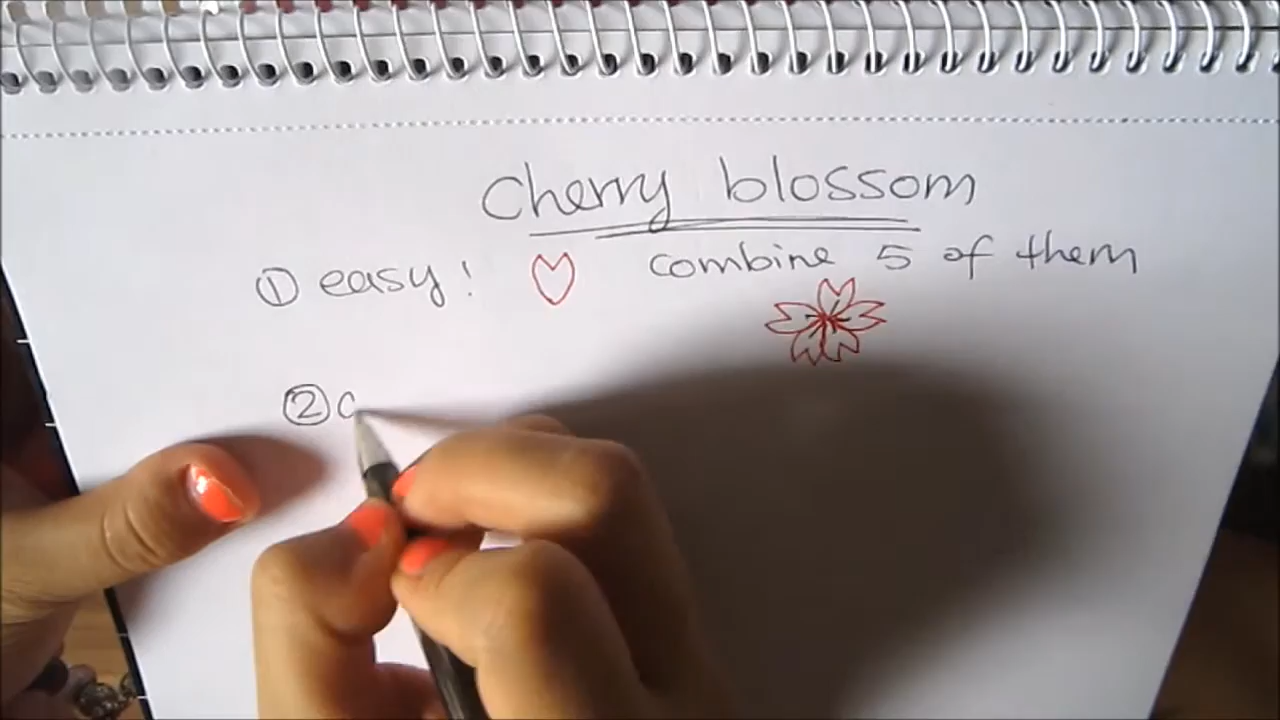 Cherry blossom
① easy! combine 5 of them
②